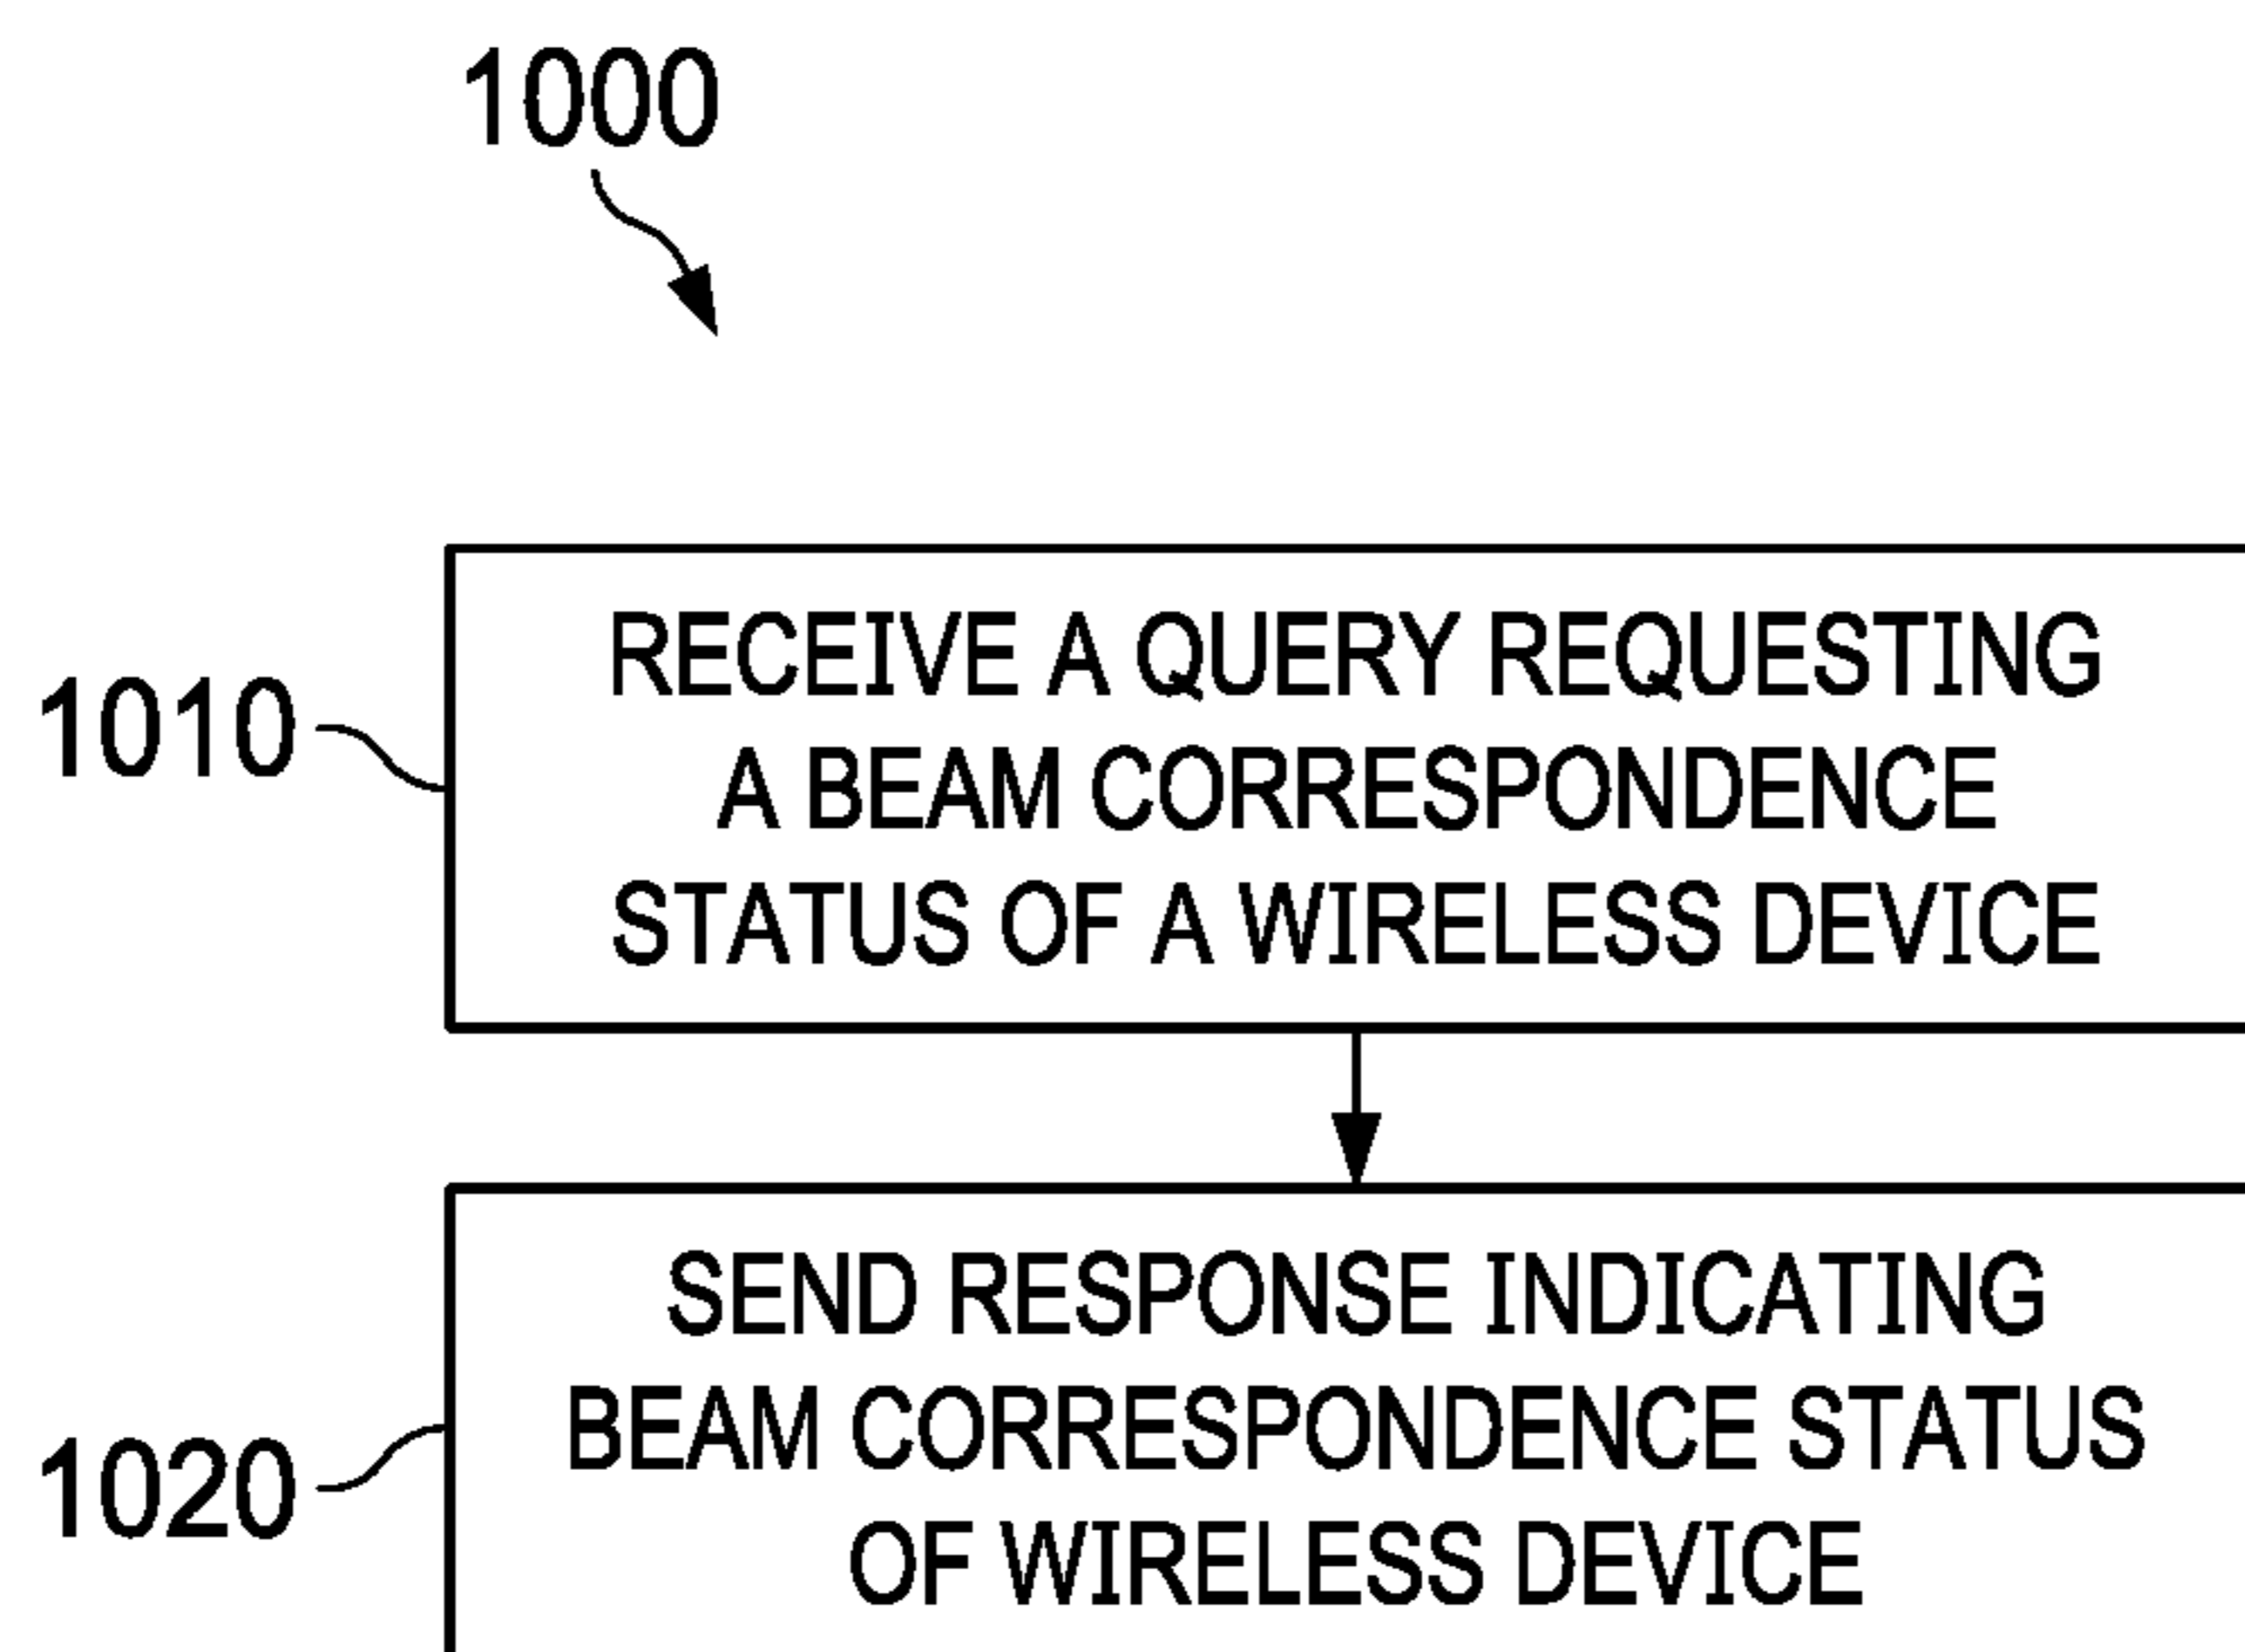 1000
1010
RECEIVE A QUERY REQUESTING
A BEAM CORRESPONDENCE
STATUS OF A WIRELESS DEVICE
1020
SEND RESPONSE INDICATING
BEAM CORRESPONDENCE STATUS
OF WIRELESS DEVICE